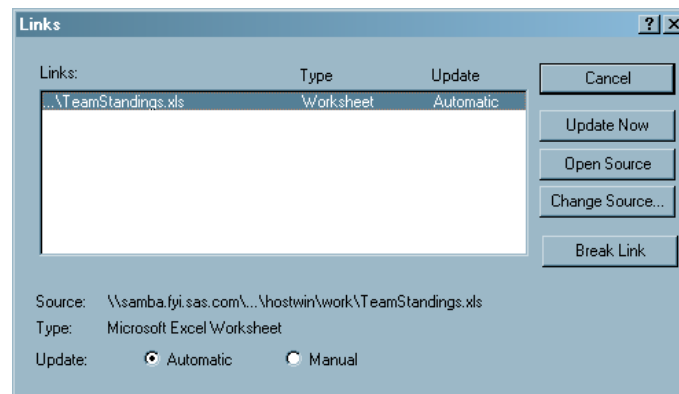 Links
Links: Type Update
...\TeamStandings.xls Worksheet Automatic
Cancel
Update Now
Open Source
Change Source...
Break Link
Source: \\samba.fyi.sas.com\...\hostwin\work\TeamStandings.xls
Type: Microsoft Excel Worksheet
Update: Automatic Manual